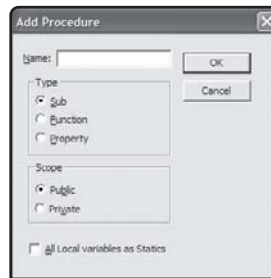 Add Procedure
Name:
OK
Cancel
Type
Sub
Function
Property
Scope
Public
Private
All Local variables as Statics